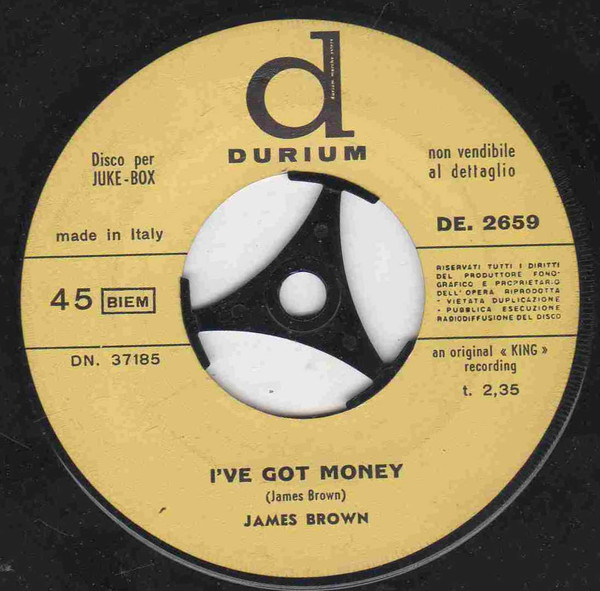 d
DURIUM
Disco per
JUKE-BOX
non vendibile
al dettaglio
made in Italy
DE. 2659
45 BIEM
RISERVATI TUTTI I DIRITTI
DEL PRODUTTORE FONO-
GRAFICO E PROPRIETARIO
DELL'OPERA RIPRODOTTA
- VIETATA DUPLICAZIONE
- PUBBLICA ESECUZIONE
RADIODIFFUSIONE DEL DISCO
DN. 37185
an original « KING »
recording
t. 2,35
I'VE GOT MONEY
(James Brown)
JAMES BROWN